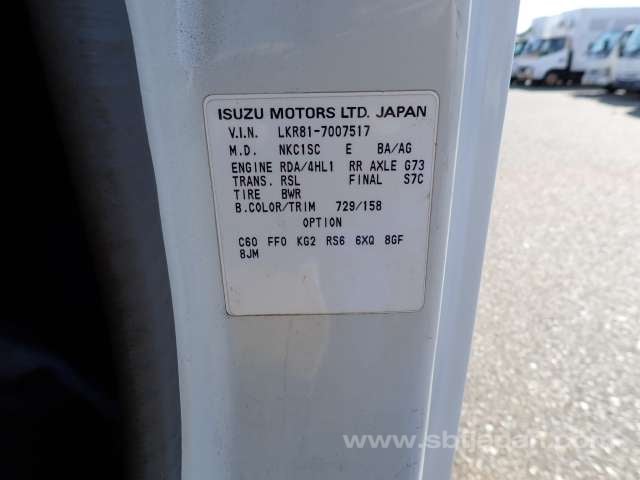 ISUZU MOTORS LTD. JAPAN
V.I.N. LKR81-7007517
M.D. NKC1SC E BA/AG
ENGINE RDA/4HL1 RR AXLE G73
TRANS. RSL FINAL S7C
TIRE BWR
B.COLOR/TRIM 729/158
OPTION
C60 FF0 KG2 RS6 6XQ 8GF
8JM
www.sbtjapan.com